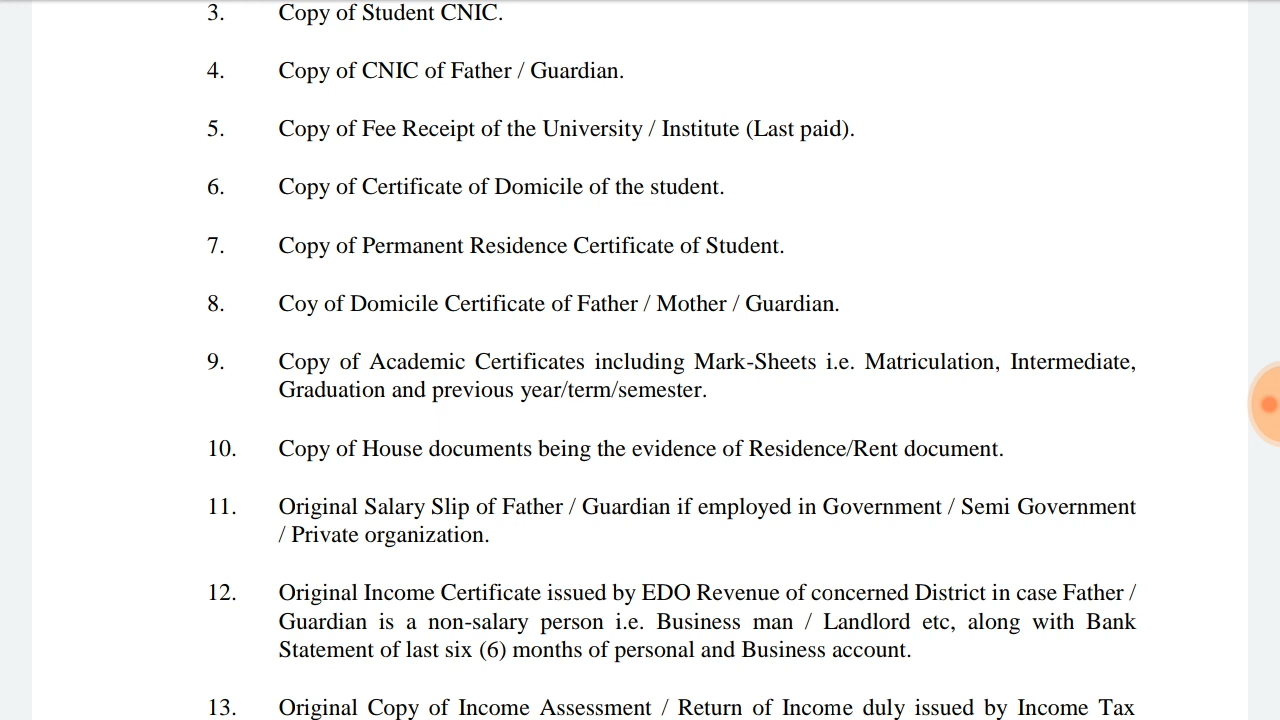 3. Copy of Student CNIC.
4. Copy of CNIC of Father / Guardian.
5. Copy of Fee Receipt of the University / Institute (Last paid).
6. Copy of Certificate of Domicile of the student.
7. Copy of Permanent Residence Certificate of Student.
8. Coy of Domicile Certificate of Father / Mother / Guardian.
9. Copy of Academic Certificates including Mark-Sheets i.e. Matriculation, Intermediate,
Graduation and previous year/term/semester.
10. Copy of House documents being the evidence of Residence/Rent document.
11. Original Salary Slip of Father / Guardian if employed in Government / Semi Government
/ Private organization.
12. Original Income Certificate issued by EDO Revenue of concerned District in case Father /
Guardian is a non-salary person i.e. Business man / Landlord etc, along with Bank
Statement of last six (6) months of personal and Business account.
13. Original Copy of Income Assessment / Return of Income duly issued by Income Tax